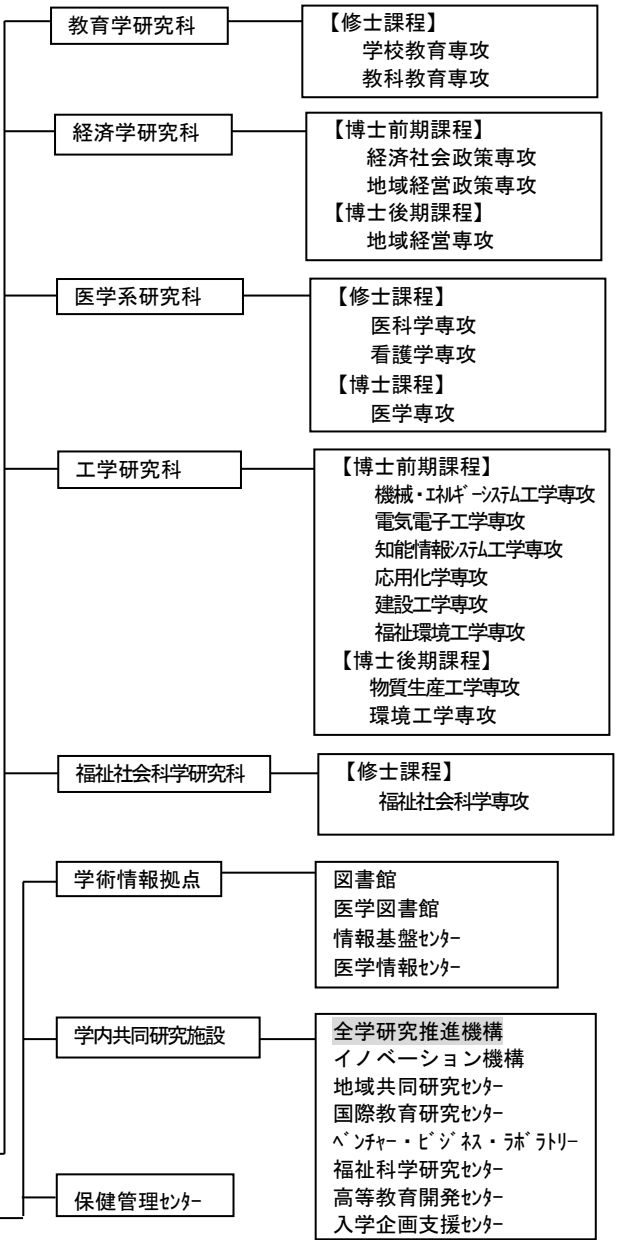 教育学研究科
【修士課程】
学校教育専攻
教科教育専攻
経済学研究科
【博士前期課程】
経済社会政策専攻
地域経営政策専攻
【博士後期課程】
地域経営専攻
医学系研究科
【修士課程】
医科学専攻
看護学専攻
【博士課程】
医学専攻
工学研究科
【博士前期課程】
機械・ｴﾈﾙｷﾞｰｼｽﾃﾑ工学専攻
電気電子工学専攻
知能情報ｼｽﾃﾑ工学専攻
応用化学専攻
建設工学専攻
福祉環境工学専攻
【博士後期課程】
物質生産工学専攻
環境工学専攻
福祉社会科学研究科
【修士課程】
福祉社会科学専攻
学術情報拠点
図書館
医学図書館
情報基盤ｾﾝﾀｰ
医学情報ｾﾝﾀｰ
学内共同研究施設
全学研究推進機構
イノベーション機構
地域共同研究ｾﾝﾀｰ
国際教育研究ｾﾝﾀｰ
ﾍﾞﾝﾁｬｰ・ﾋﾞｼﾞﾈｽ・ﾗﾎﾞﾗﾄﾘｰ
福祉科学研究ｾﾝﾀｰ
高等教育開発ｾﾝﾀｰ
入学企画支援ｾﾝﾀｰ
保健管理ｾﾝﾀｰ